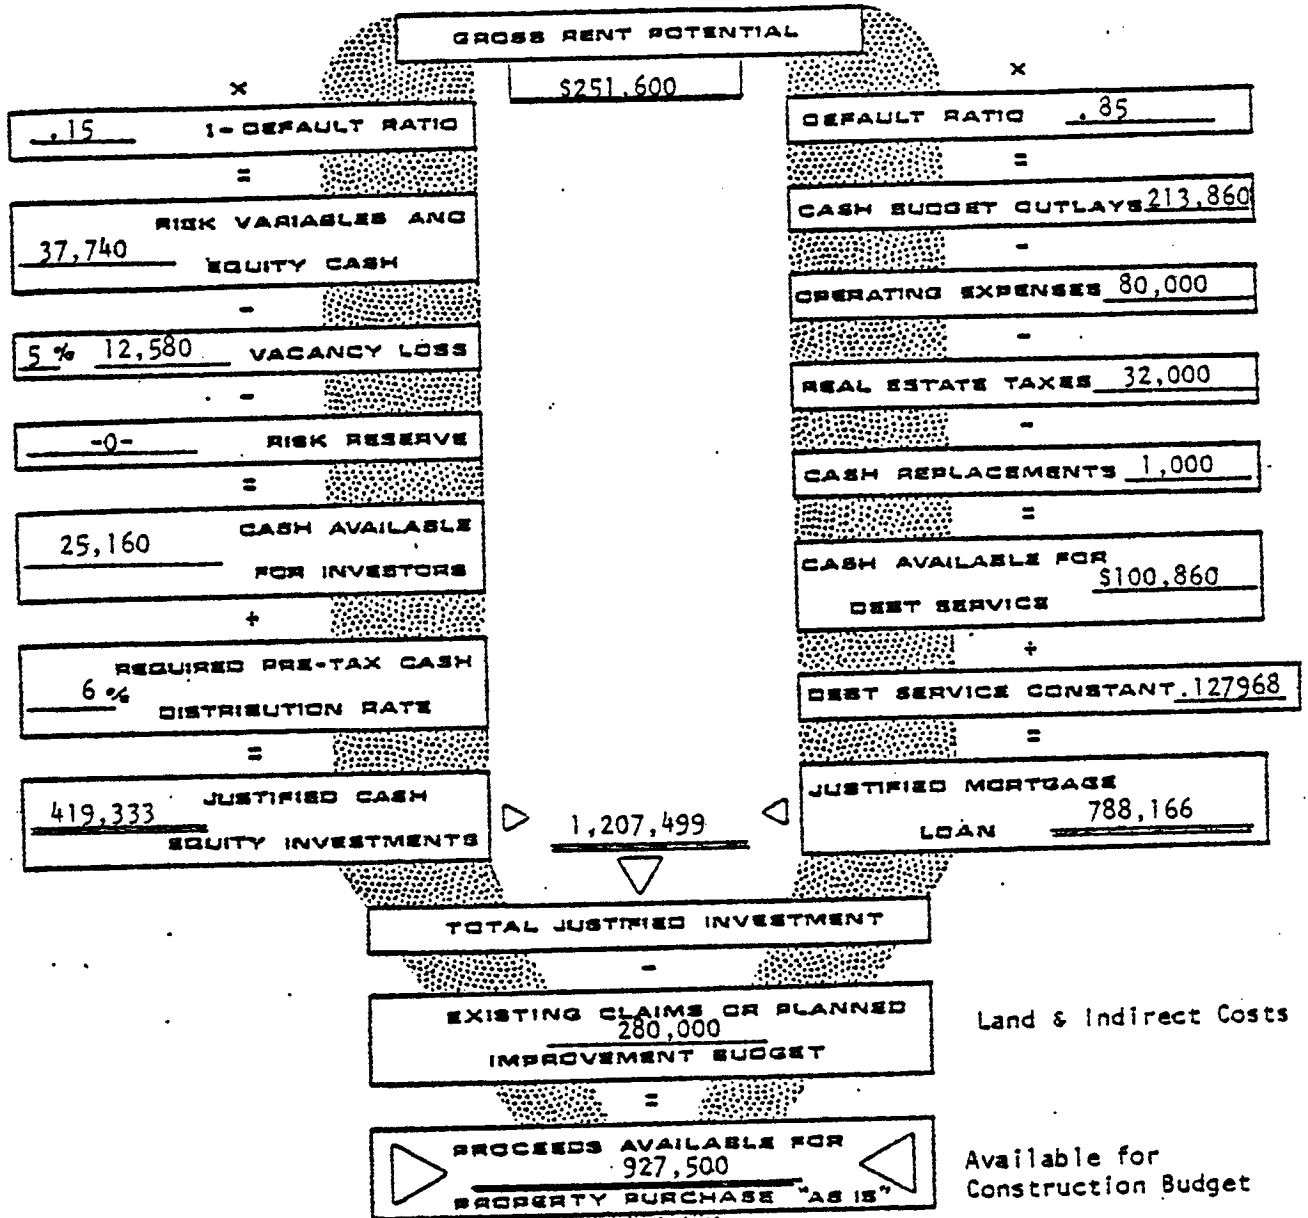 GROSS RENT POTENTIAL
$251,600
×
.15 1-DEFAULT RATIO
=
RISK VARIABLES AND
37,740
EQUITY CASH
-
5 % 12,580 VACANCY LOSS
-
-0- RISK RESERVE
=
CASH AVAILABLE
25,160
FOR INVESTORS
÷
REQUIRED PRE-TAX CASH
6 %
DISTRIBUTION RATE
=
JUSTIFIED CASH
419,333
EQUITY INVESTMENTS
×
DEFAULT RATIO .85
=
CASH BUDGET OUTLAYS 213,860
-
OPERATING EXPENSES 80,000
-
REAL ESTATE TAXES 32,000
-
CASH REPLACEMENTS 1,000
=
CASH AVAILABLE FOR
$100,860
DEBT SERVICE
÷
DEBT SERVICE CONSTANT .127968
=
JUSTIFIED MORTGAGE
788,166
LOAN
1,207,499
TOTAL JUSTIFIED INVESTMENT
-
EXISTING CLAIMS OR PLANNED
280,000
IMPROVEMENT BUDGET
Land & Indirect Costs
=
PROCEEDS AVAILABLE FOR
927,500
PROPERTY PURCHASE "AS IS"
Available for
Construction Budget